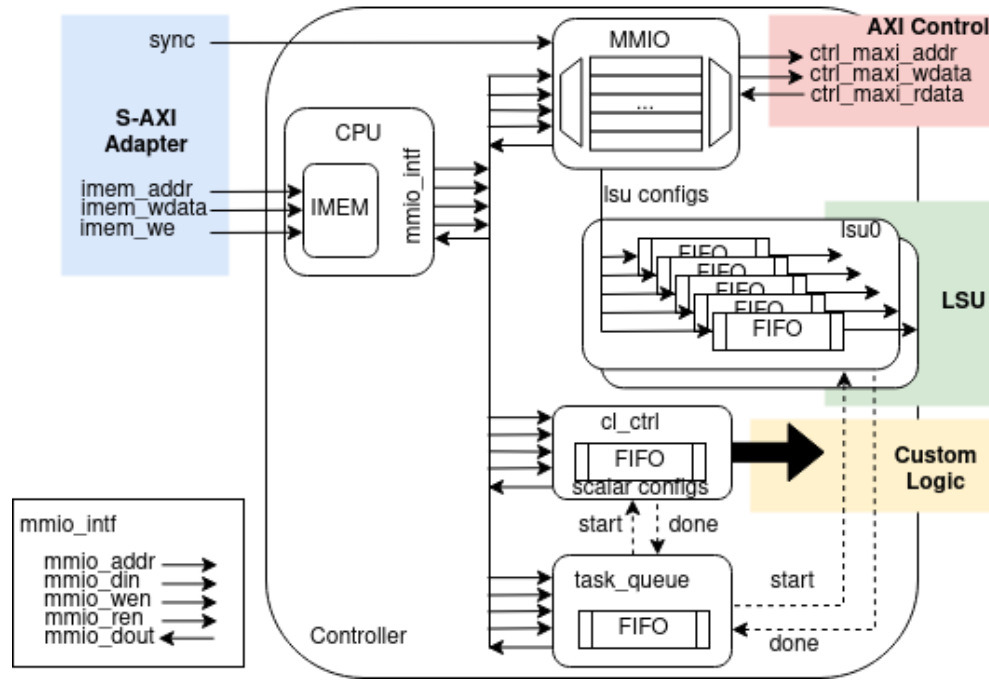 sync
MMIO
...
AXI Control
ctrl_maxi_addr
ctrl_maxi_wdata
ctrl_maxi_rdata
S-AXI
Adapter
imem_addr
imem_wdata
imem_we
CPU
IMEM
mmio_intf
lsu configs
lsu0
FIFO
FIFO
FIFO
FIFO
FIFO
LSU
cl_ctrl
FIFO
scalar configs
Custom
Logic
start
done
task_queue
FIFO
start
done
Controller
mmio_intf
mmio_addr
mmio_din
mmio_wen
mmio_ren
mmio_dout